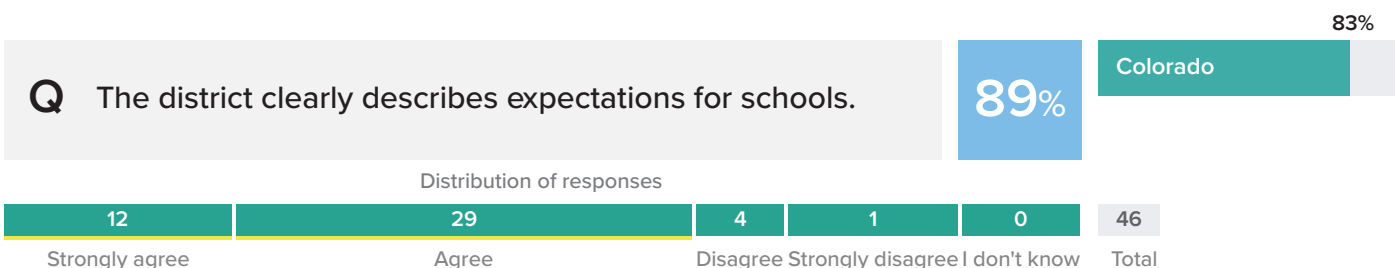 83%
Q The district clearly describes expectations for schools.
89%
Colorado
Distribution of responses
12 29 4 1 0 46
Strongly agree Agree Disagree Strongly disagree I don't know Total